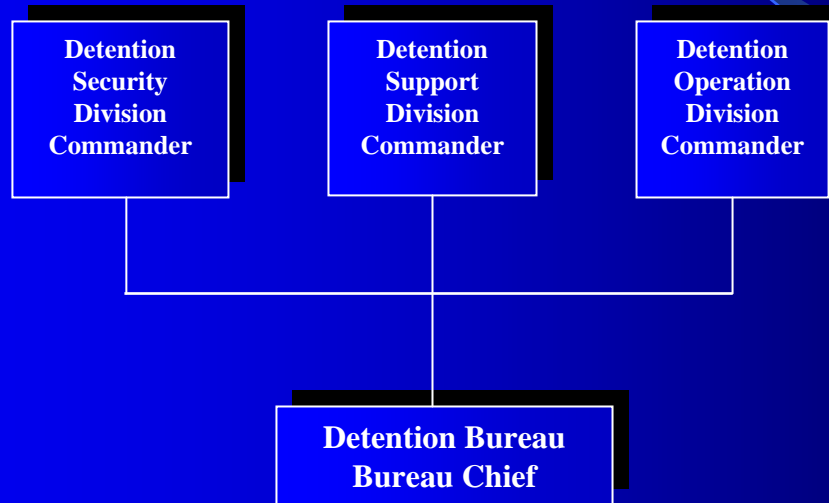 Detention
Security
Division
Commander
Detention
Support
Division
Commander
Detention
Operation
Division
Commander
Detention Bureau
Bureau Chief